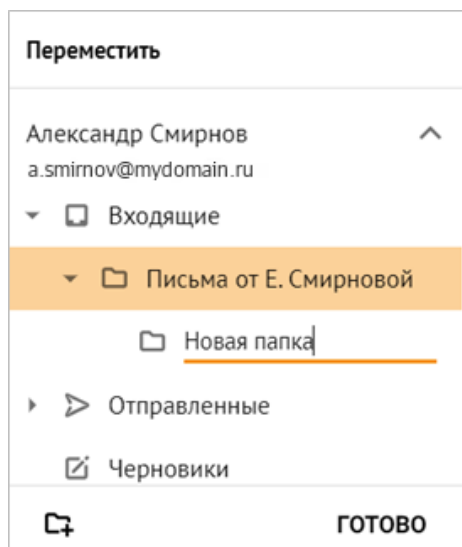 Переместить
Александр Смирнов
a.smirnov@mydomain.ru
Входящие
Письма от Е. Смирновой
Новая папка
Отправленные
Черновики
ГОТОВО